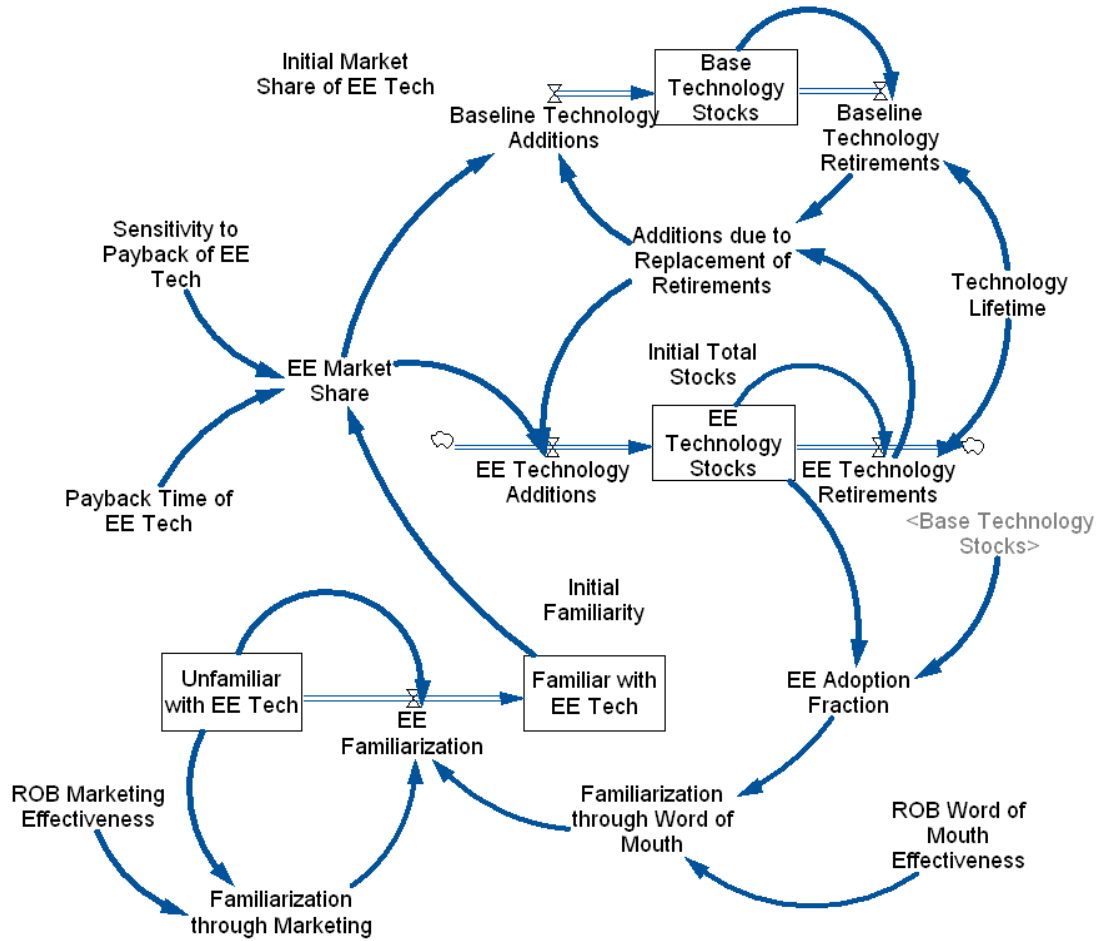 Initial Market
Share of EE Tech
Base
Technology
Stocks
Baseline Technology
Additions
Baseline
Technology
Retirements
Sensitivity to
Payback of EE
Tech
Additions due to
Replacement of
Retirements
Technology
Lifetime
EE Market
Share
Initial Total
Stocks
EE
Technology
Stocks
EE Technology
Additions
EE Technology
Retirements
Payback Time of
EE Tech
<Base Technology
Stocks>
Initial
Familiarity
Unfamiliar
with EE Tech
Familiar with
EE Tech
EE Adoption
Fraction
EE
Familiarization
ROB Marketing
Effectiveness
Familiarization
through Word of
Mouth
ROB Word of
Mouth
Effectiveness
Familiarization
through Marketing